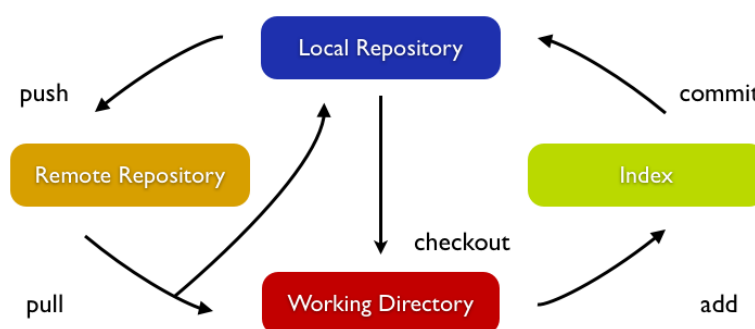 Local Repository
push
commit
Remote Repository
Index
checkout
pull
Working Directory
add